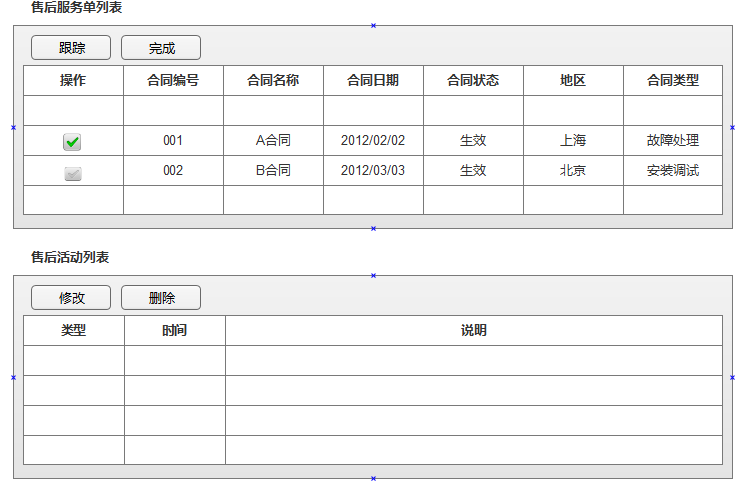 售后服务单列表
跟踪 完成
操作 合同编号 合同名称 合同日期 合同状态 地区 合同类型
001 A合同 2012/02/02 生效 上海 故障处理
002 B合同 2012/03/03 生效 北京 安装调试
售后活动列表
修改 删除
类型 时间 说明